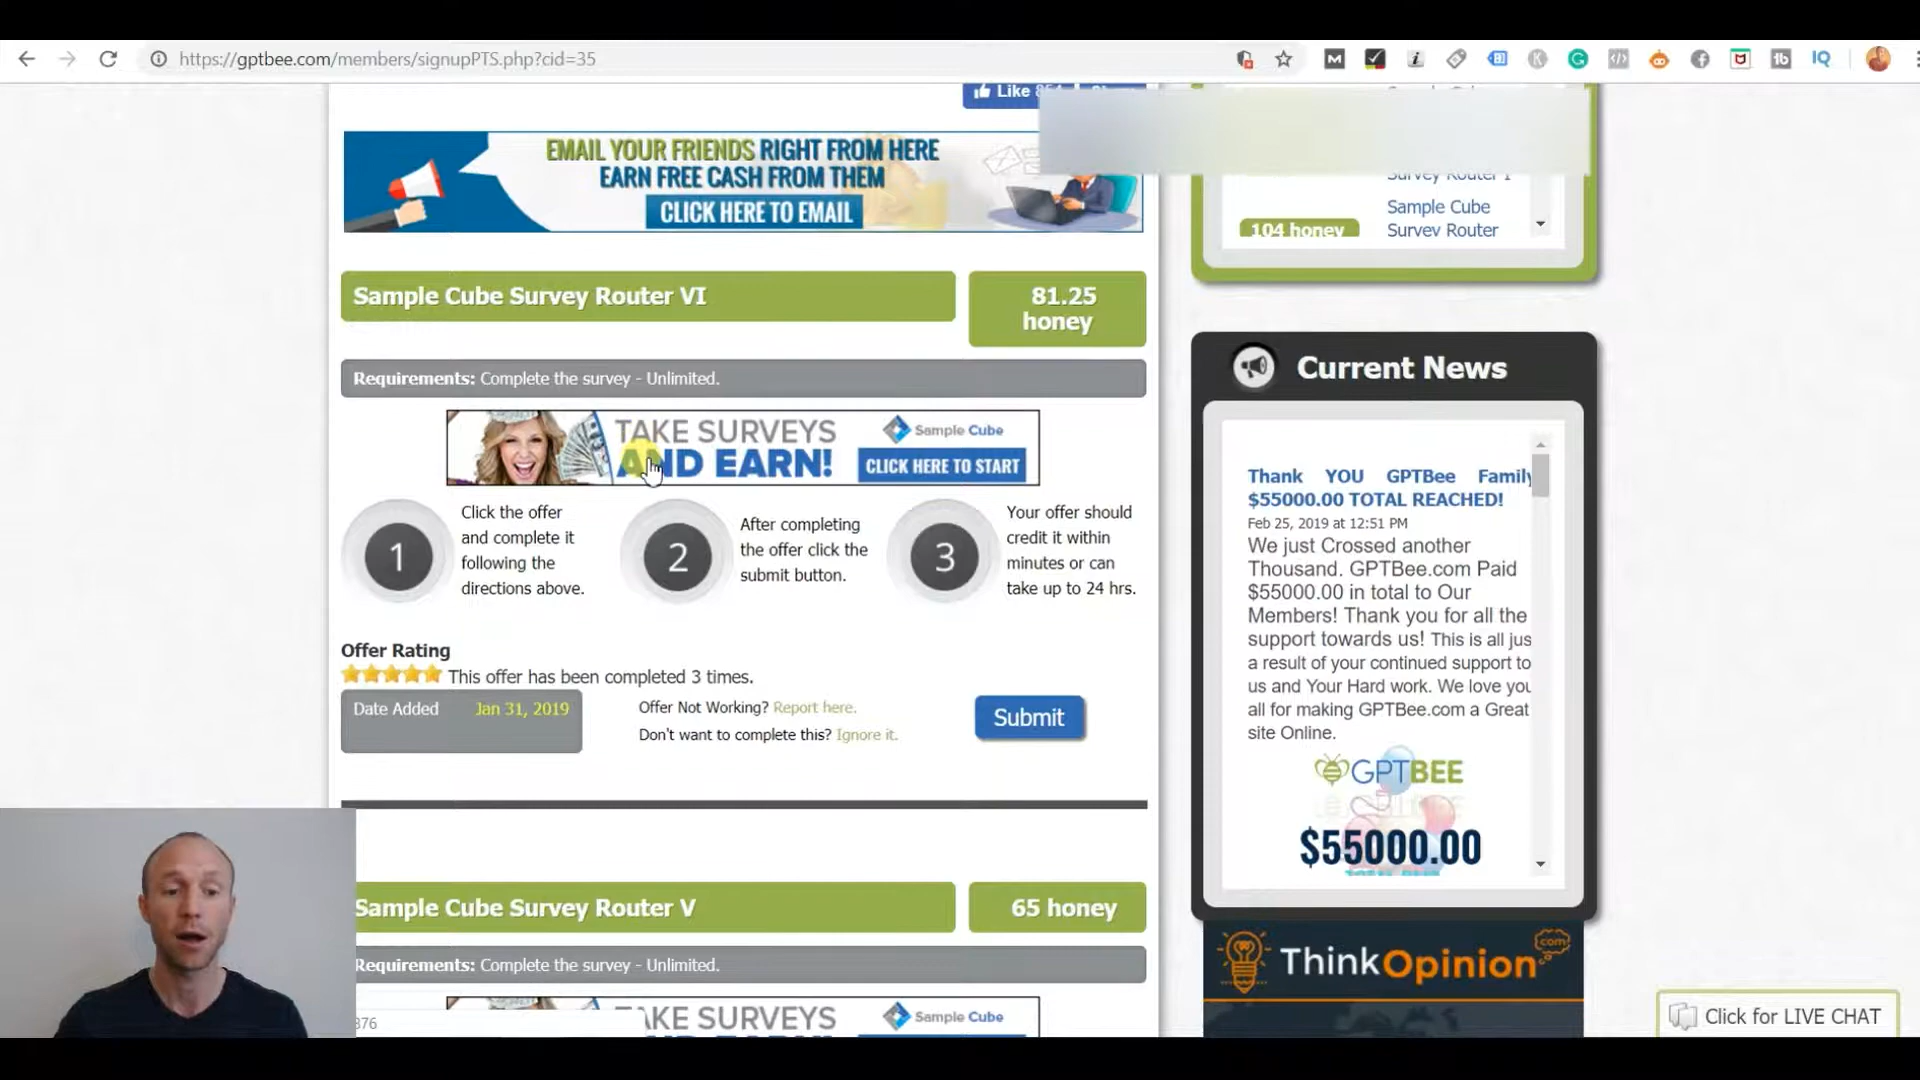 https://gptbee.com/members/signupPTS.php?cid=35
Like
EMAIL YOUR FRIENDS RIGHT FROM HERE
EARN FREE CASH FROM THEM
CLICK HERE TO EMAIL
Sample Cube Survey Router VI
81.25
honey
Requirements: Complete the survey - Unlimited.
TAKE SURVEYS
AND EARN!
Sample Cube
CLICK HERE TO START
1
Click the offer
and complete it
following the
directions above.
2
After completing
the offer click the
submit button.
3
Your offer should
credit it within
minutes or can
take up to 24 hrs.
Offer Rating
This offer has been completed 3 times.
Date Added Jan 31, 2019
Offer Not Working? Report here.
Don't want to complete this? Ignore it.
Submit
Sample Cube Survey Router V
65 honey
Requirements: Complete the survey - Unlimited.
TAKE SURVEYS
AND EARN!
Sample Cube
376
Survey Router I
104 honey
Sample Cube
Survey Router
Current News
Thank YOU GPTBee Family
$55000.00 TOTAL REACHED!
Feb 25, 2019 at 12:51 PM
We just Crossed another
Thousand. GPTBee.com Paid
$55000.00 in total to Our
Members! Thank you for all the
support towards us! This is all jus
a result of your continued support to
us and Your Hard work. We love you
all for making GPTBee.com a Great
site Online.
GPTBEE
$55000.00
ThinkOpinion
.com
Click for LIVE CHAT